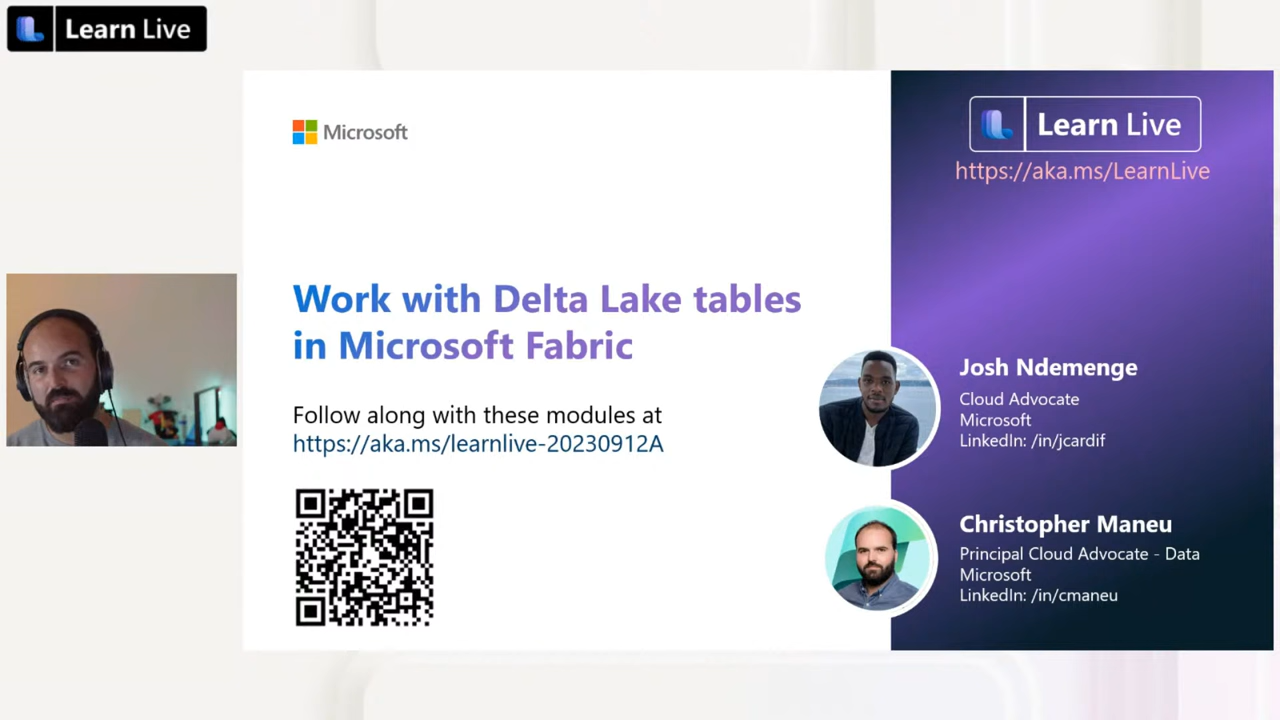 Learn Live
Microsoft
Learn Live
https://aka.ms/LearnLive
Work with Delta Lake tables
in Microsoft Fabric
Follow along with these modules at
https://aka.ms/learnlive-20230912A
Josh Ndemenge
Cloud Advocate
Microsoft
LinkedIn: /in/jcardif
Christopher Maneu
Principal Cloud Advocate - Data
Microsoft
LinkedIn: /in/cmaneu